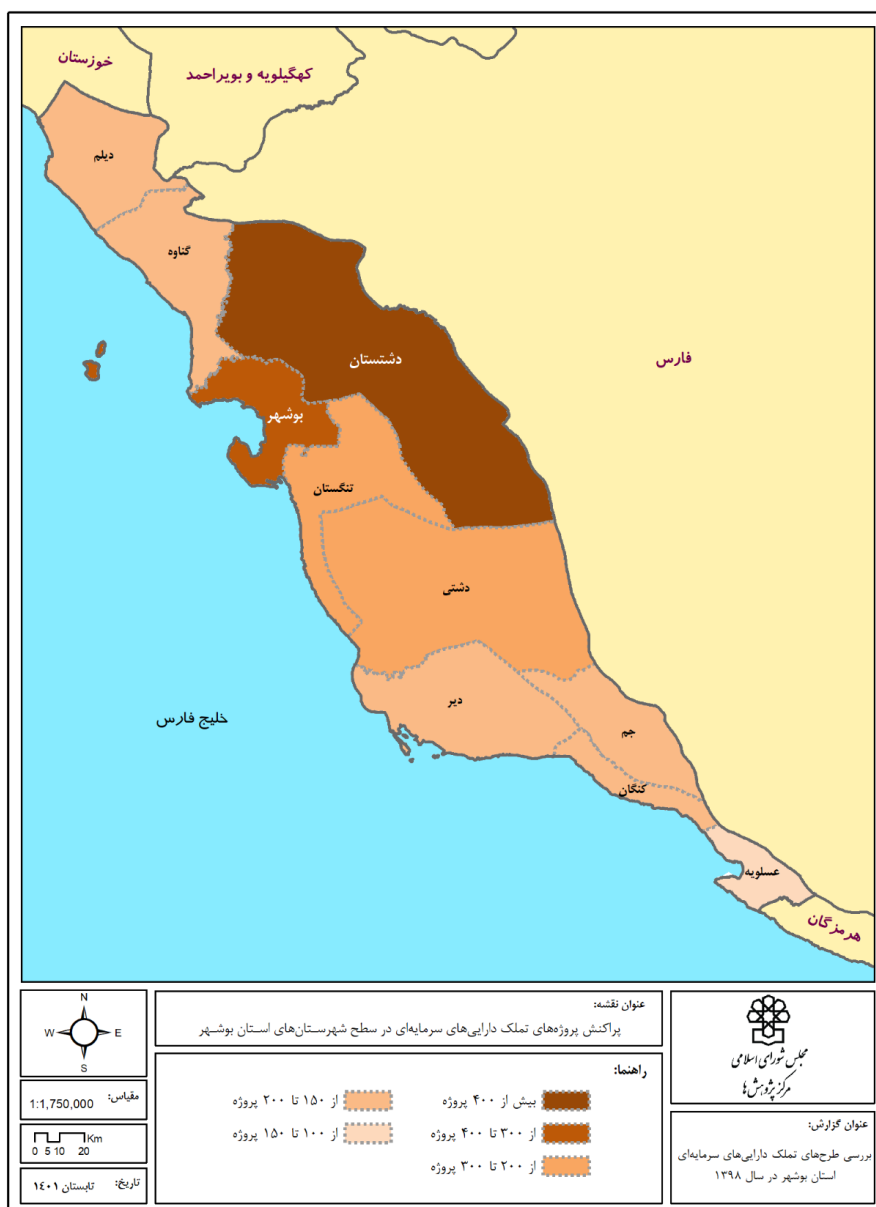 خوزستان
کهگیلویه و بویراحمد
دیلم
گناوه
دشتستان
فارس
بوشهر
تنگستان
دشتی
خلیج فارس
دیر
جم
کنگان
عسلویه
هرمزگان
N
W E
S
مقیاس:
1:1,750,000
Km
0 5 10 20
تاریخ: تابستان ۱۴۰۱
عنوان نقشه:
پراکنش پروژه‌های تملک دارایی‌های سرمایه‌ای در سطح شهرستان‌های استان بوشهر
راهنما:
بیش از ۴۰۰ پروژه
از ۳۰۰ تا ۴۰۰ پروژه
از ۲۰۰ تا ۳۰۰ پروژه
از ۱۵۰ تا ۲۰۰ پروژه
از ۱۰۰ تا ۱۵۰ پروژه
مجلس شورای اسلامی
مرکز پژوهش‌ها
عنوان گزارش:
بررسی طرح‌های تملک دارایی‌های سرمایه‌ای
استان بوشهر در سال ۱۳۹۸